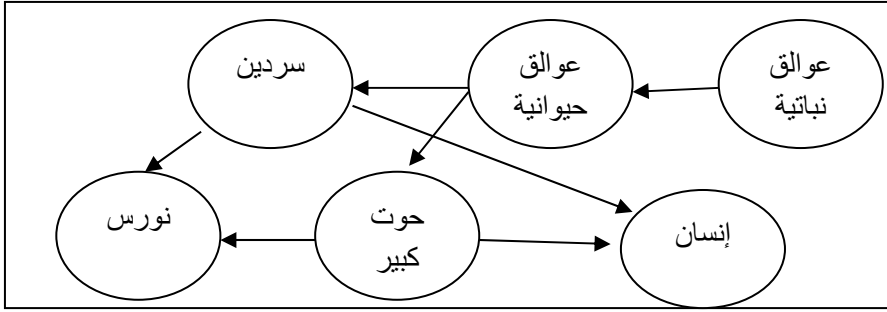 عوالق
نباتية
عوالق
حيوانية
سردين
إنسان
حوت
كبير
نورس